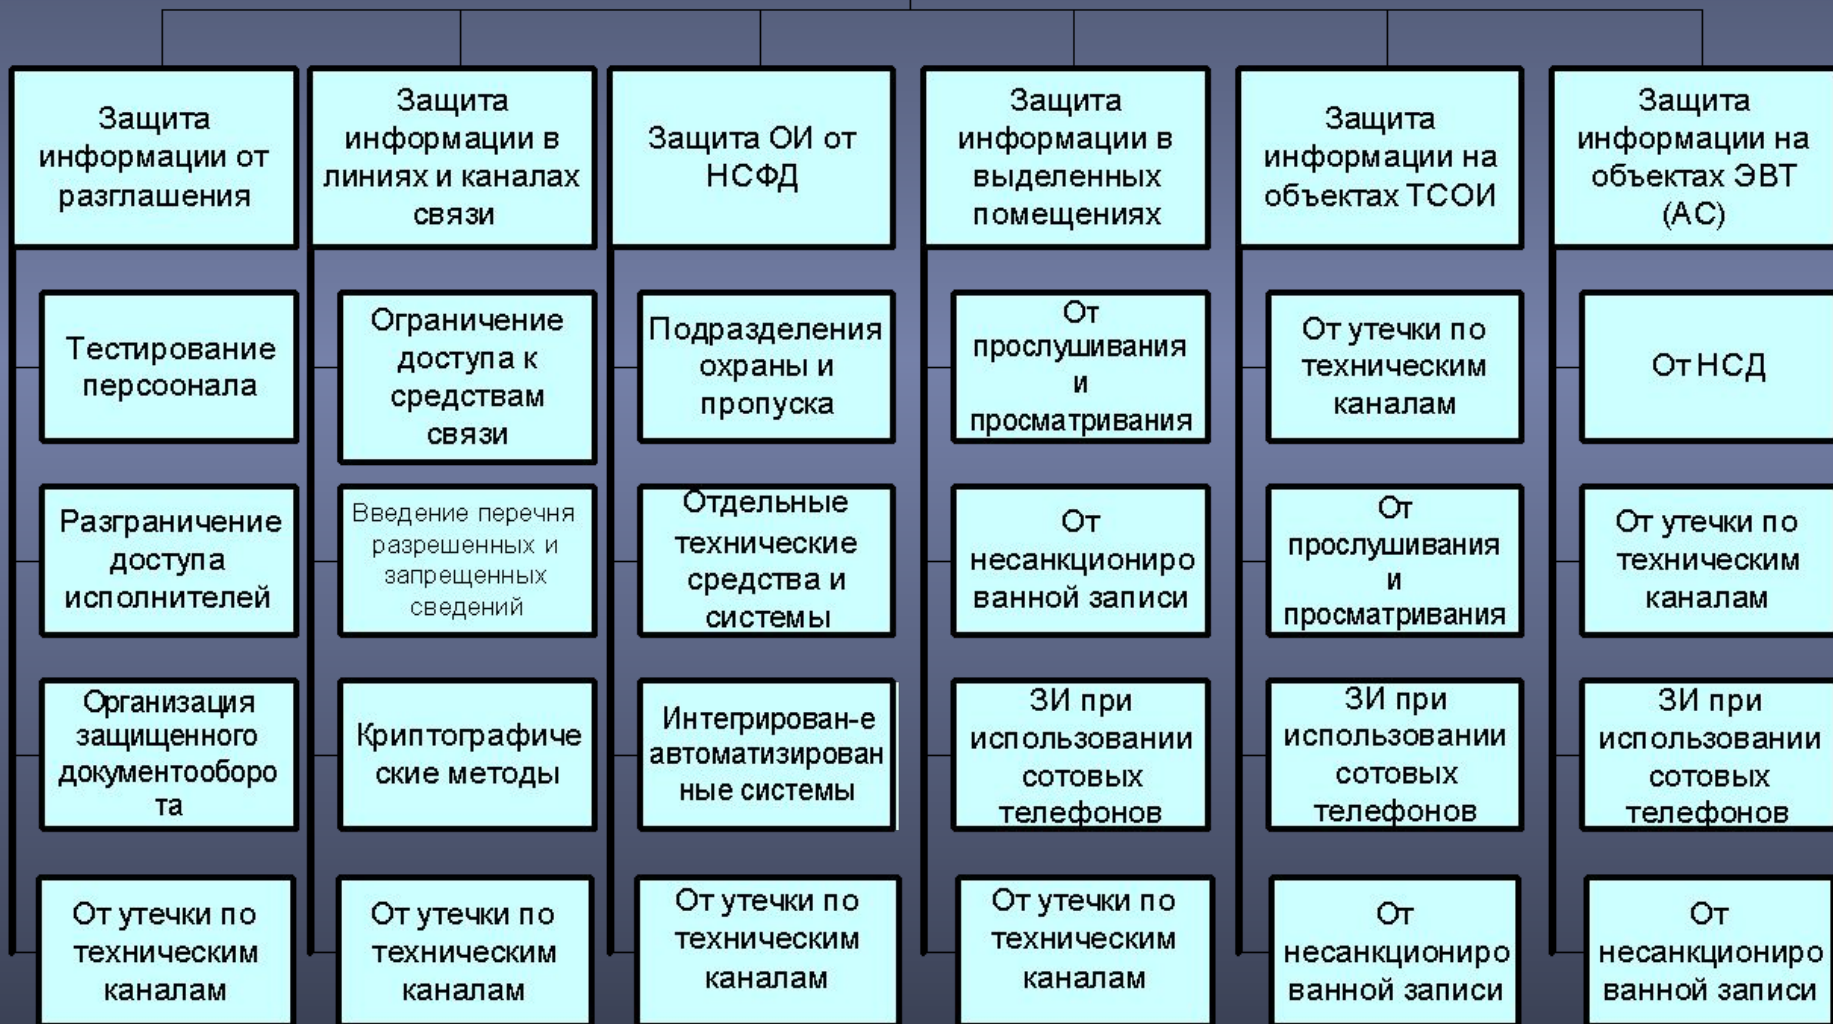 Защита
информации от
разглашения
Защита
информации в
линиях и каналах
связи
Защита ОИ от
НСФД
Защита
информации в
выделенных
помещениях
Защита
информации на
объектах ТСОИ
Защита
информации на
объектах ЭВТ
(АС)
Тестирование
персоонала
Ограничение
доступа к
средствам
связи
Подразделения
охраны и
пропуска
От
прослушивания
и
просматривания
От утечки по
техническим
каналам
От НСД
Разграничение
доступа
исполнителей
Введение перечня
разрешенных и
запрещенных
сведений
Отдельные
технические
средства и
системы
От
несанкциониро
ванной записи
От
прослушивания
и
просматривания
От утечки по
техническим
каналам
Организация
защищенного
документооборо
та
Криптографиче
ские методы
Интегрирован-е
автоматизирован
ные системы
ЗИ при
использовании
сотовых
телефонов
ЗИ при
использовании
сотовых
телефонов
ЗИ при
использовании
сотовых
телефонов
От утечки по
техническим
каналам
От утечки по
техническим
каналам
От утечки по
техническим
каналам
От утечки по
техническим
каналам
От
несанкциониро
ванной записи
От
несанкциониро
ванной записи